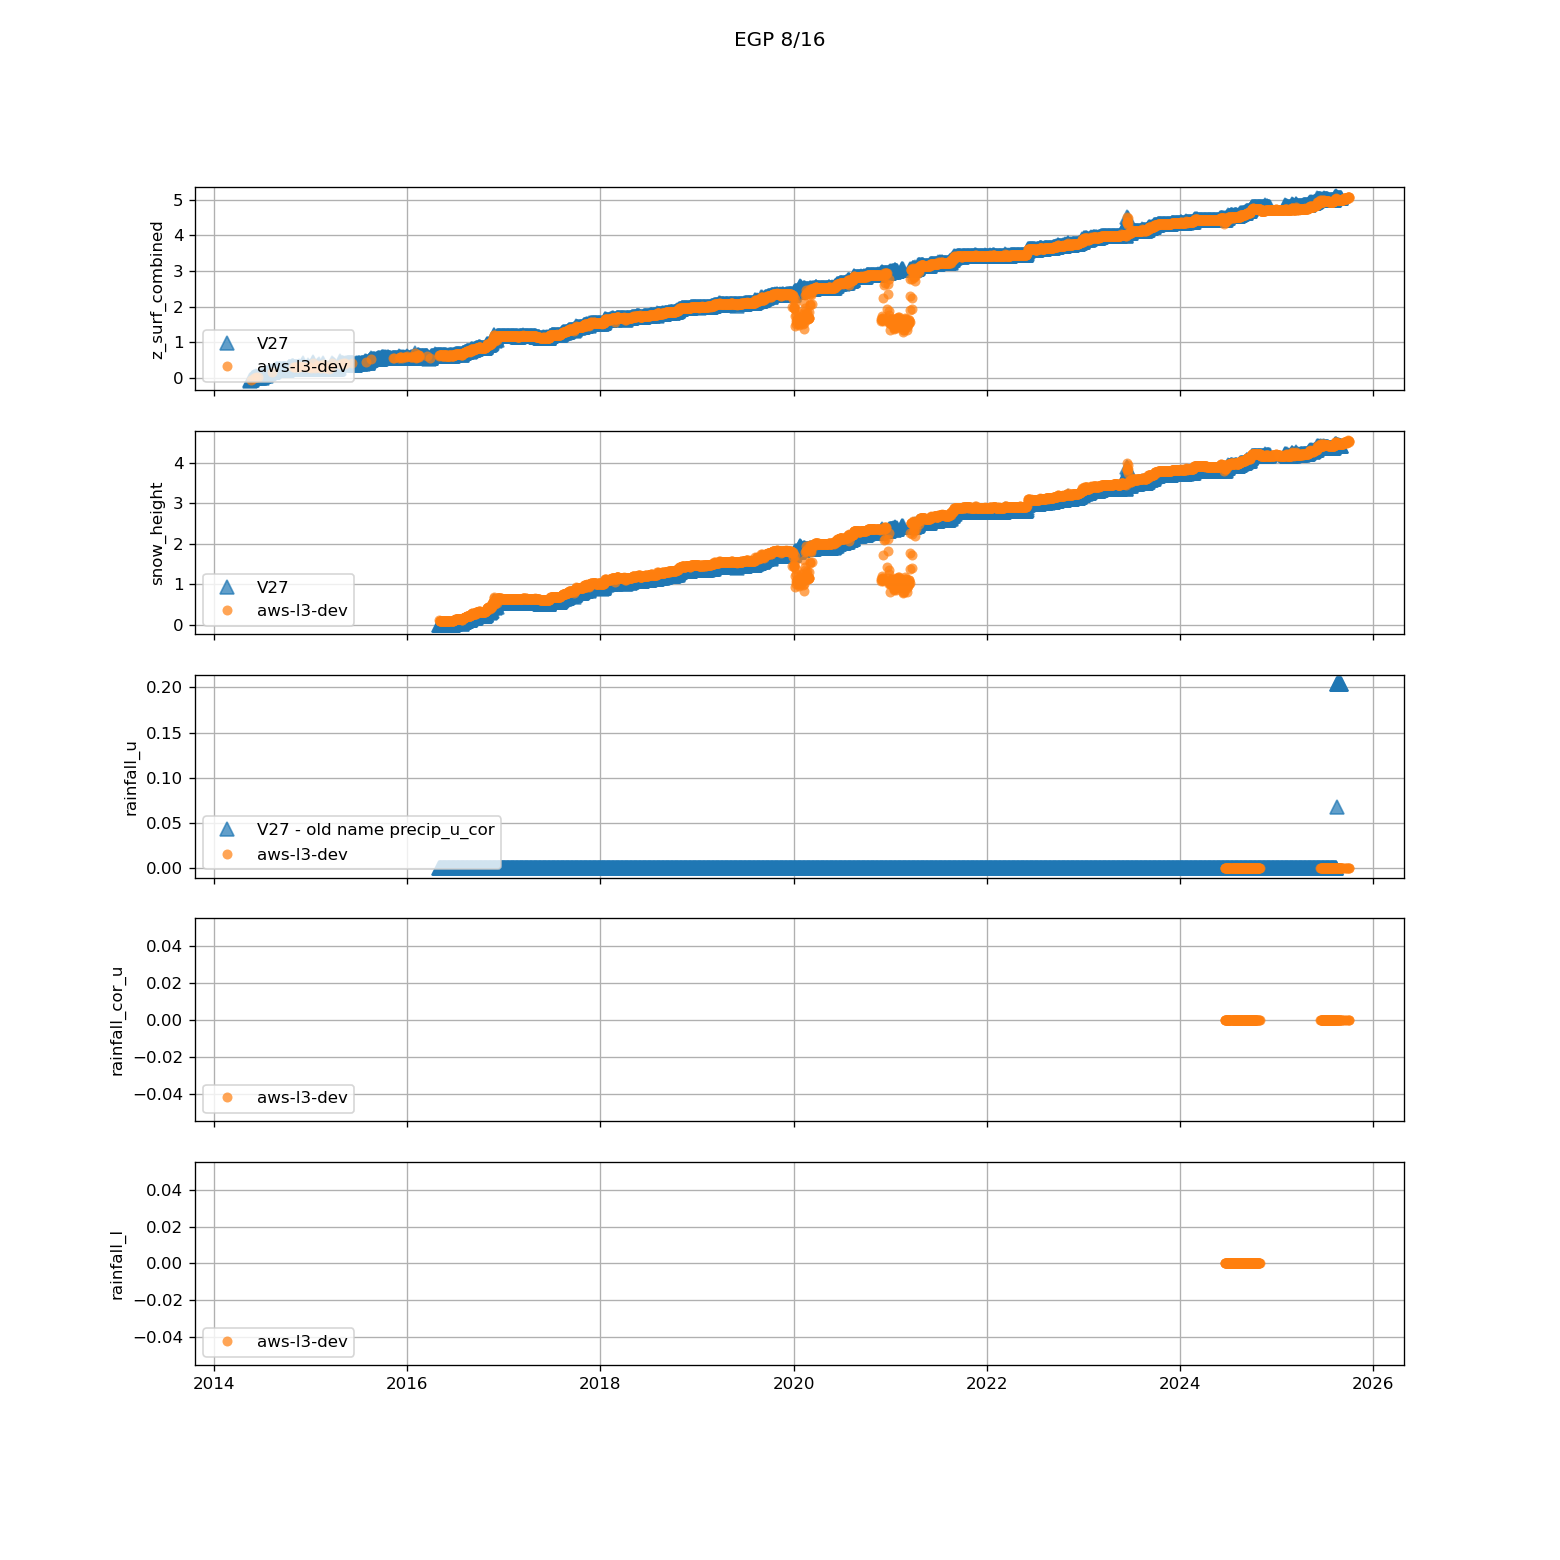 EGP 8/16
5
4
3
2
1
0
z_surf_combined
V27
aws-l3-dev
4
3
2
1
0
snow_height
V27
aws-l3-dev
0.20
0.15
0.10
0.05
0.00
rainfall_u
V27 - old name precip_u_cor
aws-l3-dev
0.04
0.02
0.00
−0.02
−0.04
rainfall_cor_u
aws-l3-dev
0.04
0.02
0.00
−0.02
−0.04
rainfall_l
aws-l3-dev
2014 2016 2018 2020 2022 2024 2026